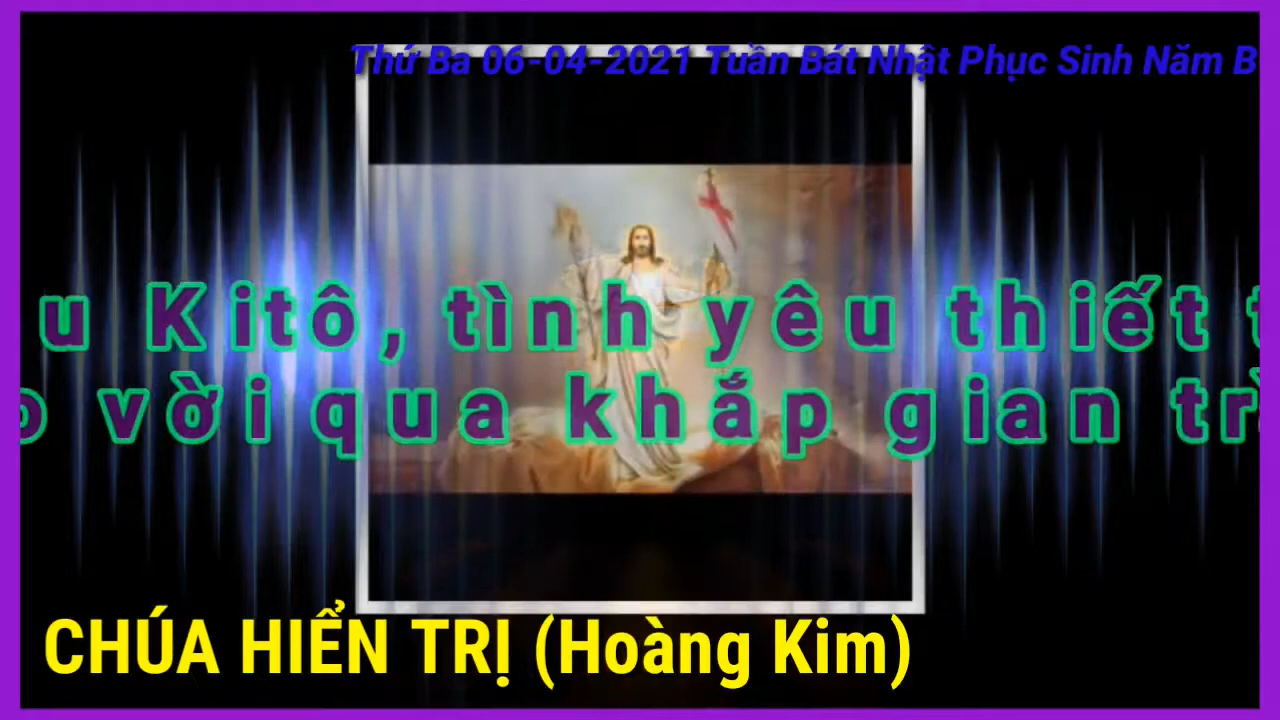 Thứ Ba 06-04-2021 Tuần Bát Nhật Phục Sinh Năm B
u Kitô, tình yêu thiết
vời qua khắp gian
CHÚA HIỂN TRỊ (Hoàng Kim)